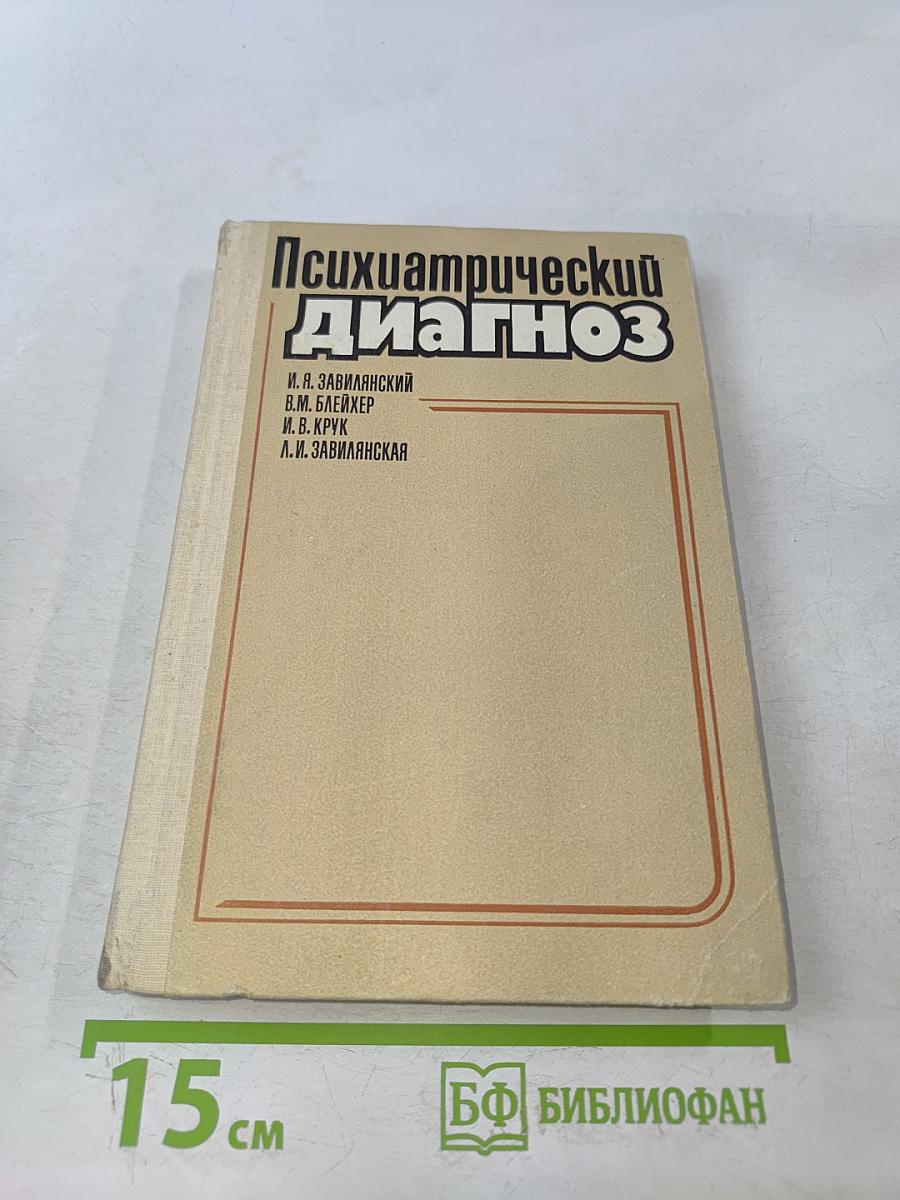 Психиатрический
ДИАГНОЗ
И. Я. ЗАВИЛЯНСКИЙ
В.М. БЛЕЙХЕР
И. В. КРУК
Л.И. ЗАВИЛЯНСКАЯ
15 см
БФ БИБЛИОФАН